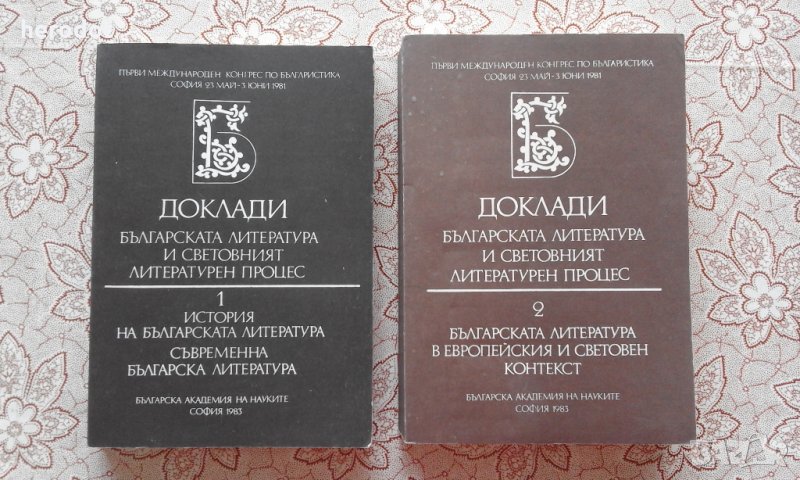 herodo
ПЪРВИ МЕЖДУНАРОДЕН КОНГРЕС ПО БЪЛГАРИСТИКА
СОФИЯ 23 МАЙ-3 ЮНИ 1981
Б
ДОКЛАДИ
БЪЛГАРСКАТА ЛИТЕРАТУРА
И СВЕТОВНИЯТ
ЛИТЕРАТУРЕН ПРОЦЕС
1
ИСТОРИЯ
НА БЪЛГАРСКАТА ЛИТЕРАТУРА
СЪВРЕМЕННА
БЪЛГАРСКА ЛИТЕРАТУРА
БЪЛГАРСКА АКАДЕМИЯ НА НАУКИТЕ
СОФИЯ 1983
ПЪРВИ МЕЖДУНАРОДЕН КОНГРЕС ПО БЪЛГАРИСТИКА
СОФИЯ 23 МАЙ-3 ЮНИ 1981
Б
ДОКЛАДИ
БЪЛГАРСКАТА ЛИТЕРАТУРА
И СВЕТОВНИЯТ
ЛИТЕРАТУРЕН ПРОЦЕС
2
БЪЛГАРСКАТА ЛИТЕРАТУРА
В ЕВРОПЕЙСКИЯ И СВЕТОВЕН
КОНТЕКСТ
БЪЛГАРСКА АКАДЕМИЯ НА НАУКИТЕ
СОФИЯ 1983